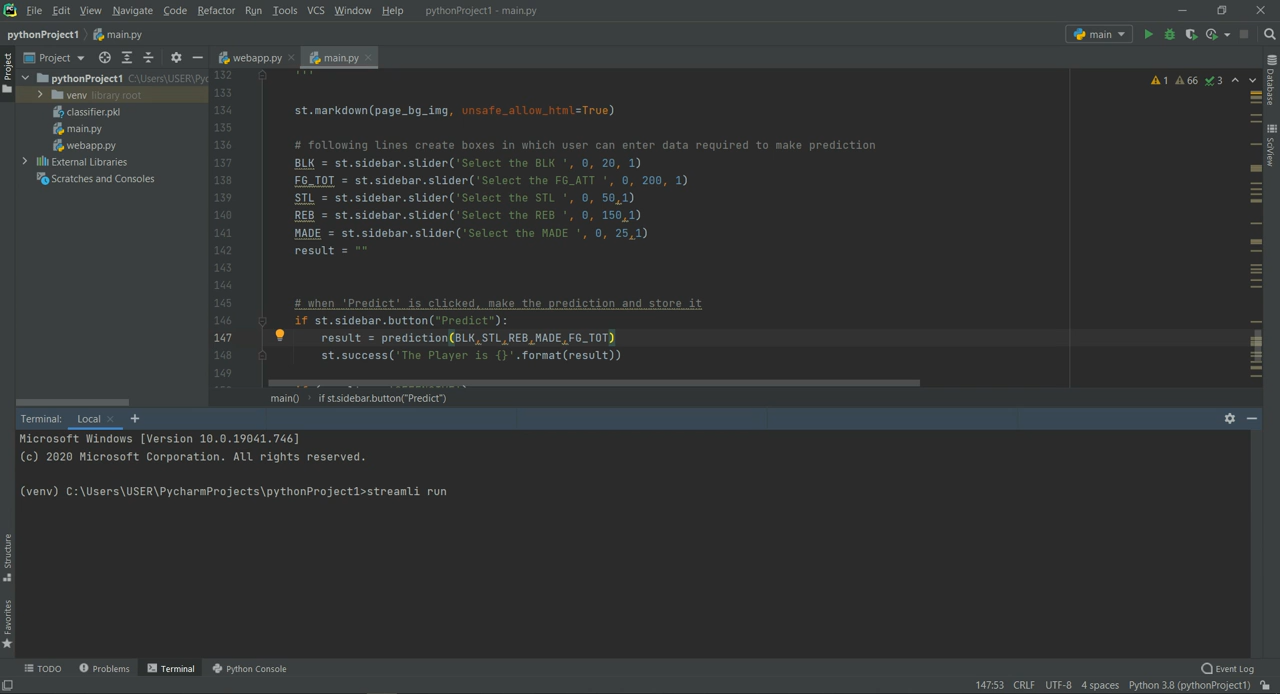 File Edit View Navigate Code Refactor Run Tools VCS Window Help pythonProject1 - main.py
pythonProject1 main.py
main
Project
webapp.py
main.py
Project
pythonProject1 C:\Users\USER\Pyc
venv library root
classifier.pkl
main.py
webapp.py
External Libraries
Scratches and Consoles
1 66 3
132 '''
133
134 st.markdown(page_bg_img, unsafe_allow_html=True)
135
136 # following lines create boxes in which user can enter data required to make prediction
137 BLK = st.sidebar.slider('Select the BLK ', 0, 20, 1)
138 FG_TOT = st.sidebar.slider('Select the FG_ATT ', 0, 200, 1)
139 STL = st.sidebar.slider('Select the STL ', 0, 50,1)
140 REB = st.sidebar.slider('Select the REB ', 0, 150,1)
141 MADE = st.sidebar.slider('Select the MADE ', 0, 25,1)
142 result = ""
143
144
145 # when 'Predict' is clicked, make the prediction and store it
146 if st.sidebar.button("Predict"):
147 result = prediction(BLK,STL,REB,MADE,FG_TOT)
148 st.success('The Player is {}'.format(result))
149
main() if st.sidebar.button("Predict")
Database
SciView
Terminal: Local
Microsoft Windows [Version 10.0.19041.746]
(c) 2020 Microsoft Corporation. All rights reserved.
(venv) C:\Users\USER\PycharmProjects\pythonProject1>streamli run
Structure
Favorites
TODO Problems Terminal Python Console Event Log
147:53 CRLF UTF-8 4 spaces Python 3.8 (pythonProject1)